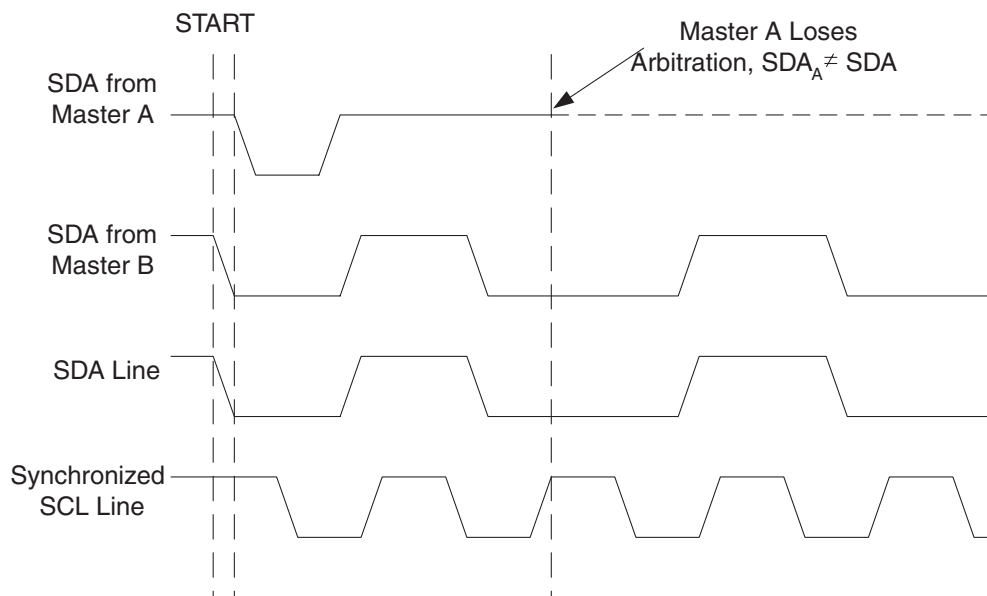 START
Master A Loses
Arbitration, SDA_A ≠ SDA
SDA from
Master A
SDA from
Master B
SDA Line
Synchronized
SCL Line